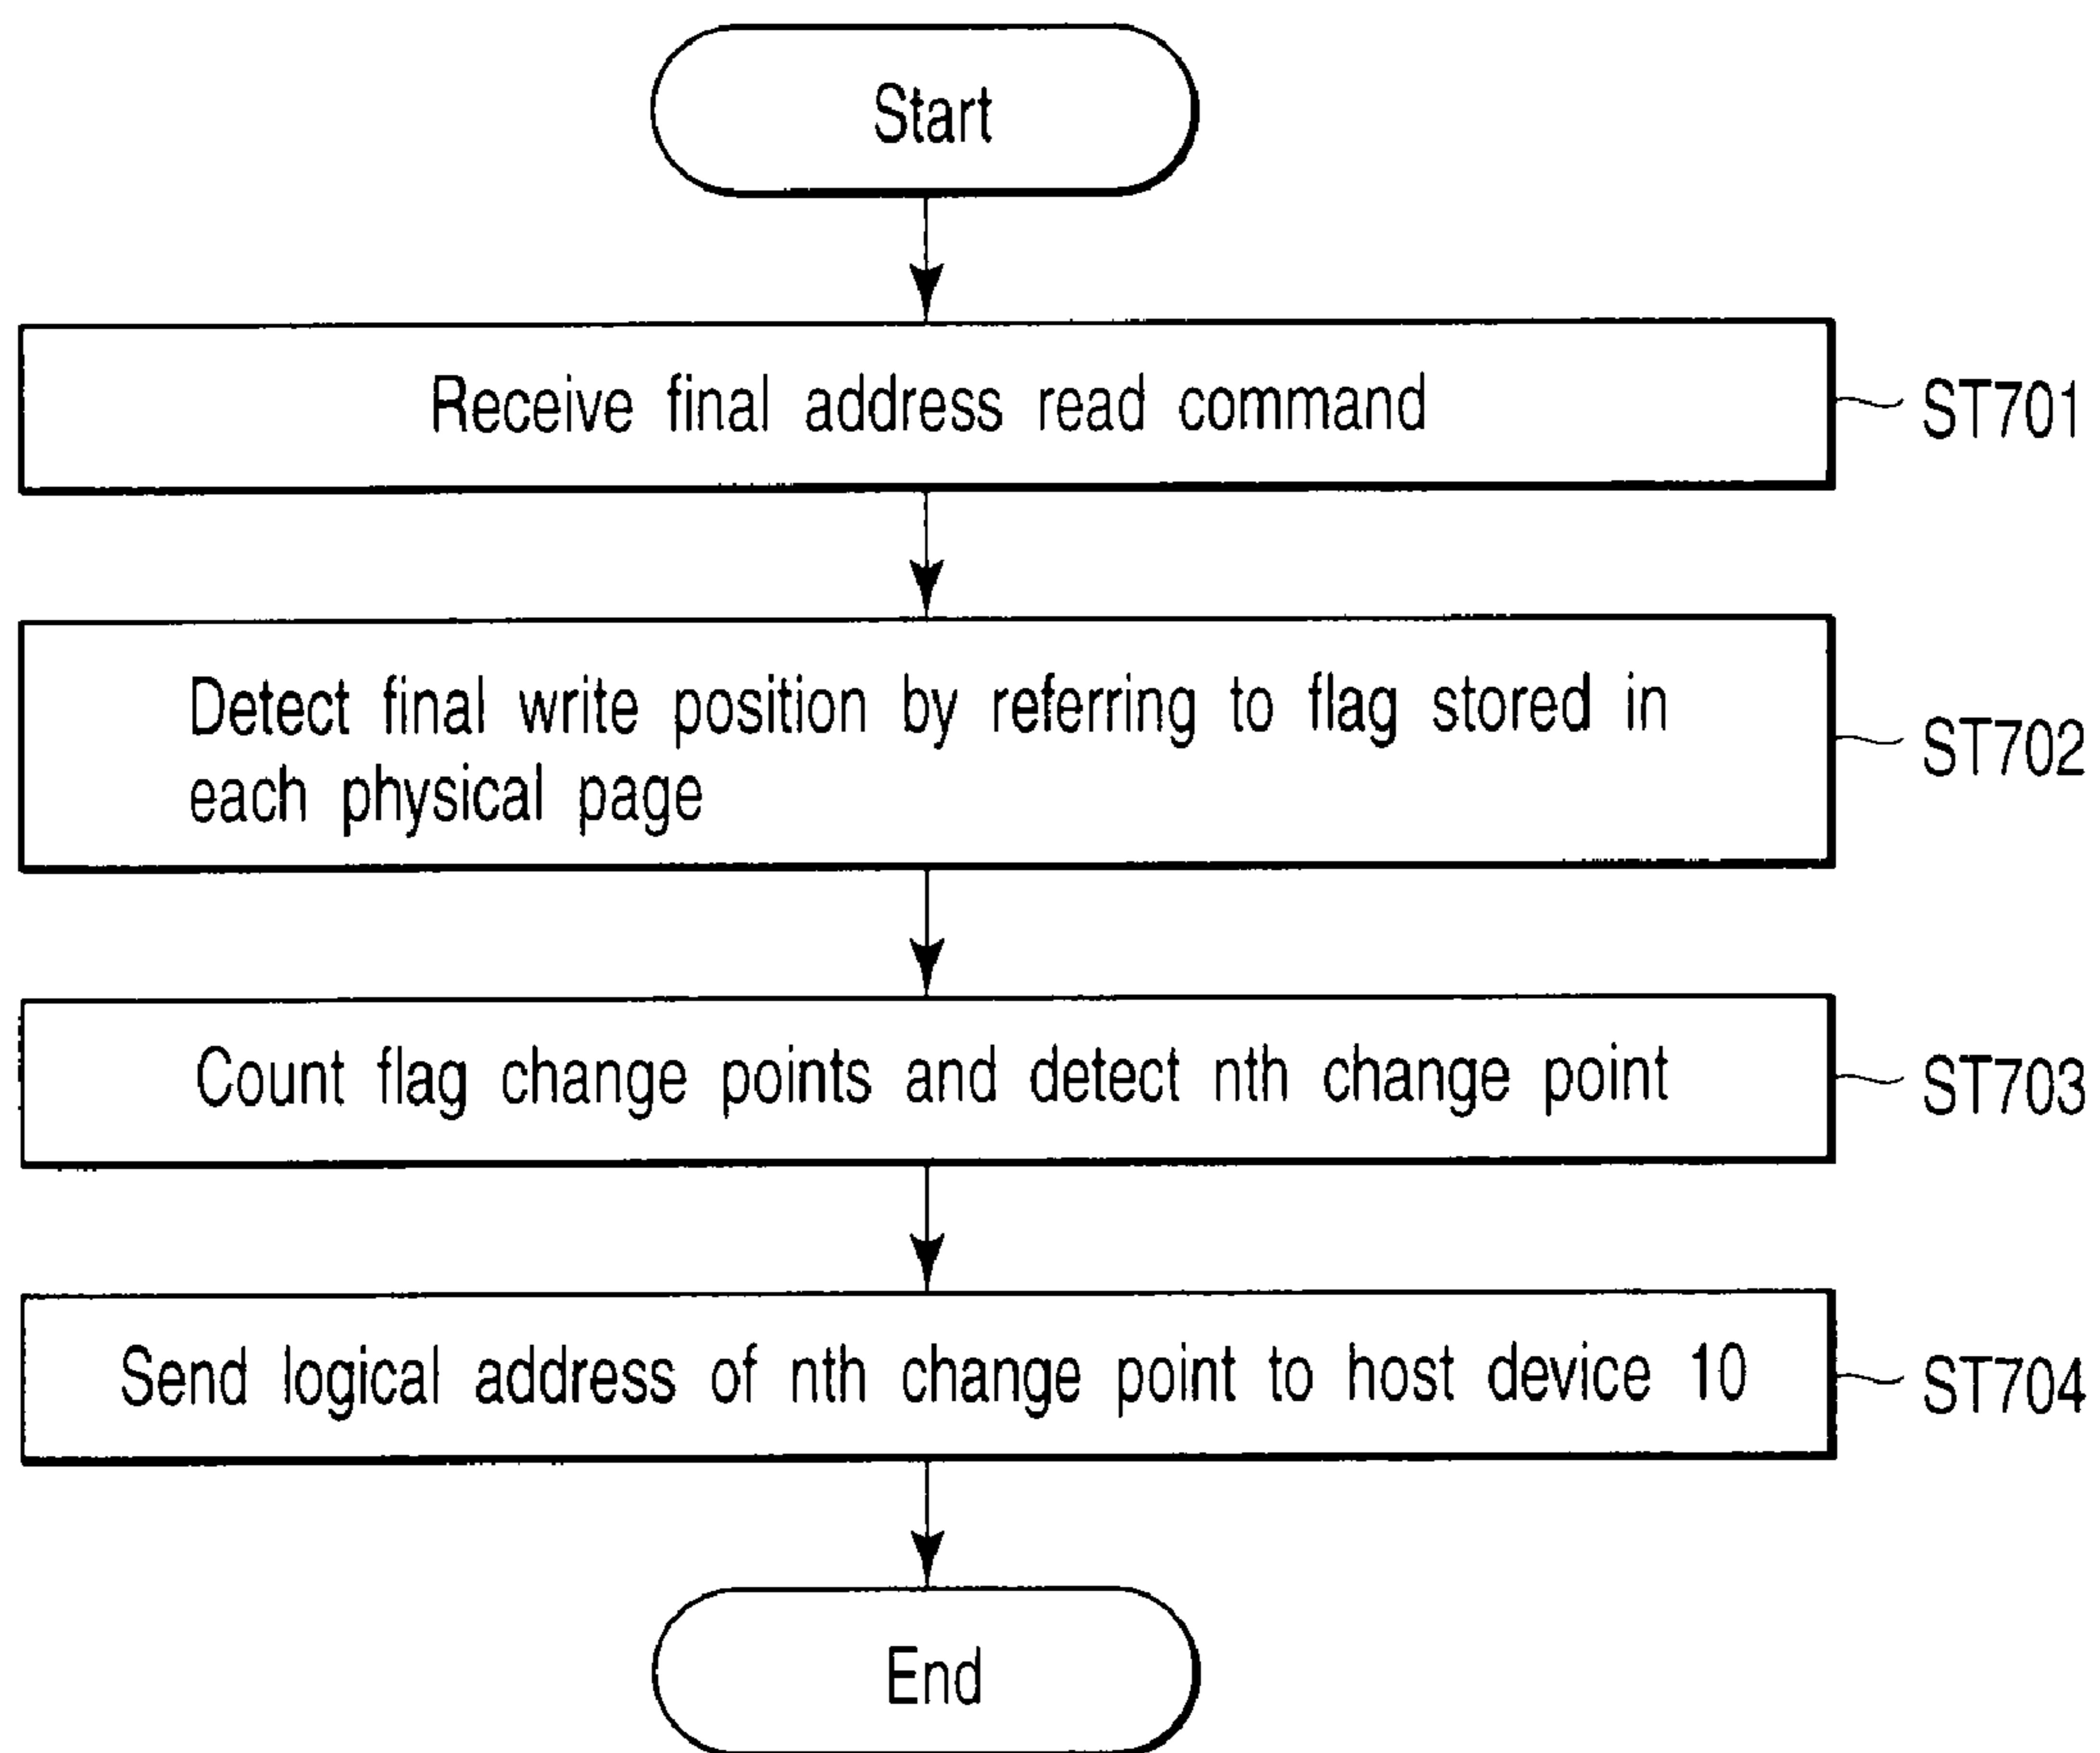 Start
Receive final address read command
ST701
Detect final write position by referring to flag stored in
each physical page
ST702
Count flag change points and detect nth change point
ST703
Send logical address of nth change point to host device 10
ST704
End